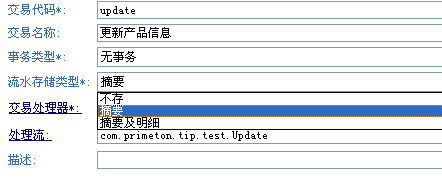 交易代码*: update
交易名称: 更新产品信息
事务类型*: 无事务
流水存储类型*: 摘要
不存
交易处理器*: 摘要
摘要及明细
处理流: com.primeton.tip.test.Update
描述: